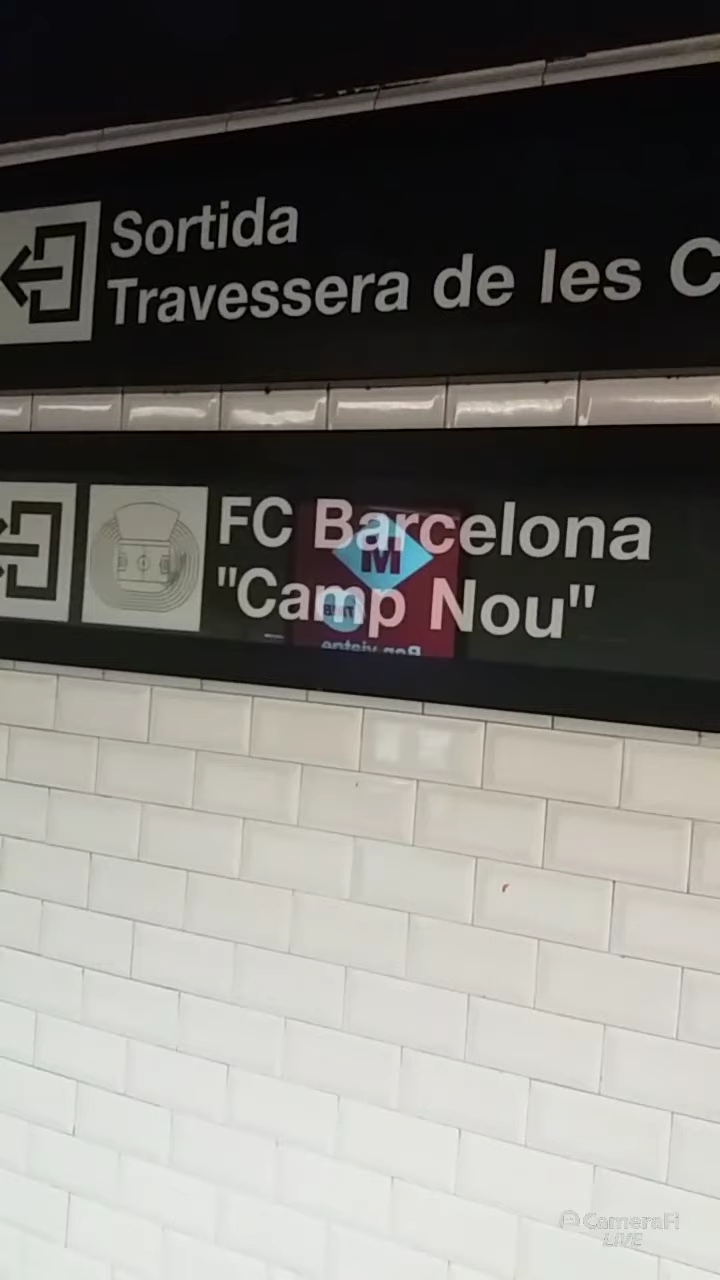 Sortida
Travessera de les C
FC Barcelona
"Camp Nou"
M
CameraFi
LIVE